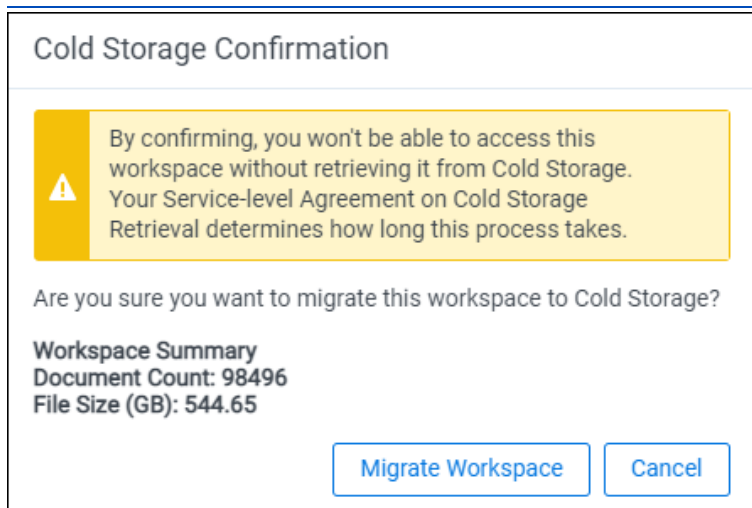 Cold Storage Confirmation
By confirming, you won't be able to access this
workspace without retrieving it from Cold Storage.
Your Service-level Agreement on Cold Storage
Retrieval determines how long this process takes.
Are you sure you want to migrate this workspace to Cold Storage?
Workspace Summary
Document Count: 98496
File Size (GB): 544.65
Migrate Workspace
Cancel